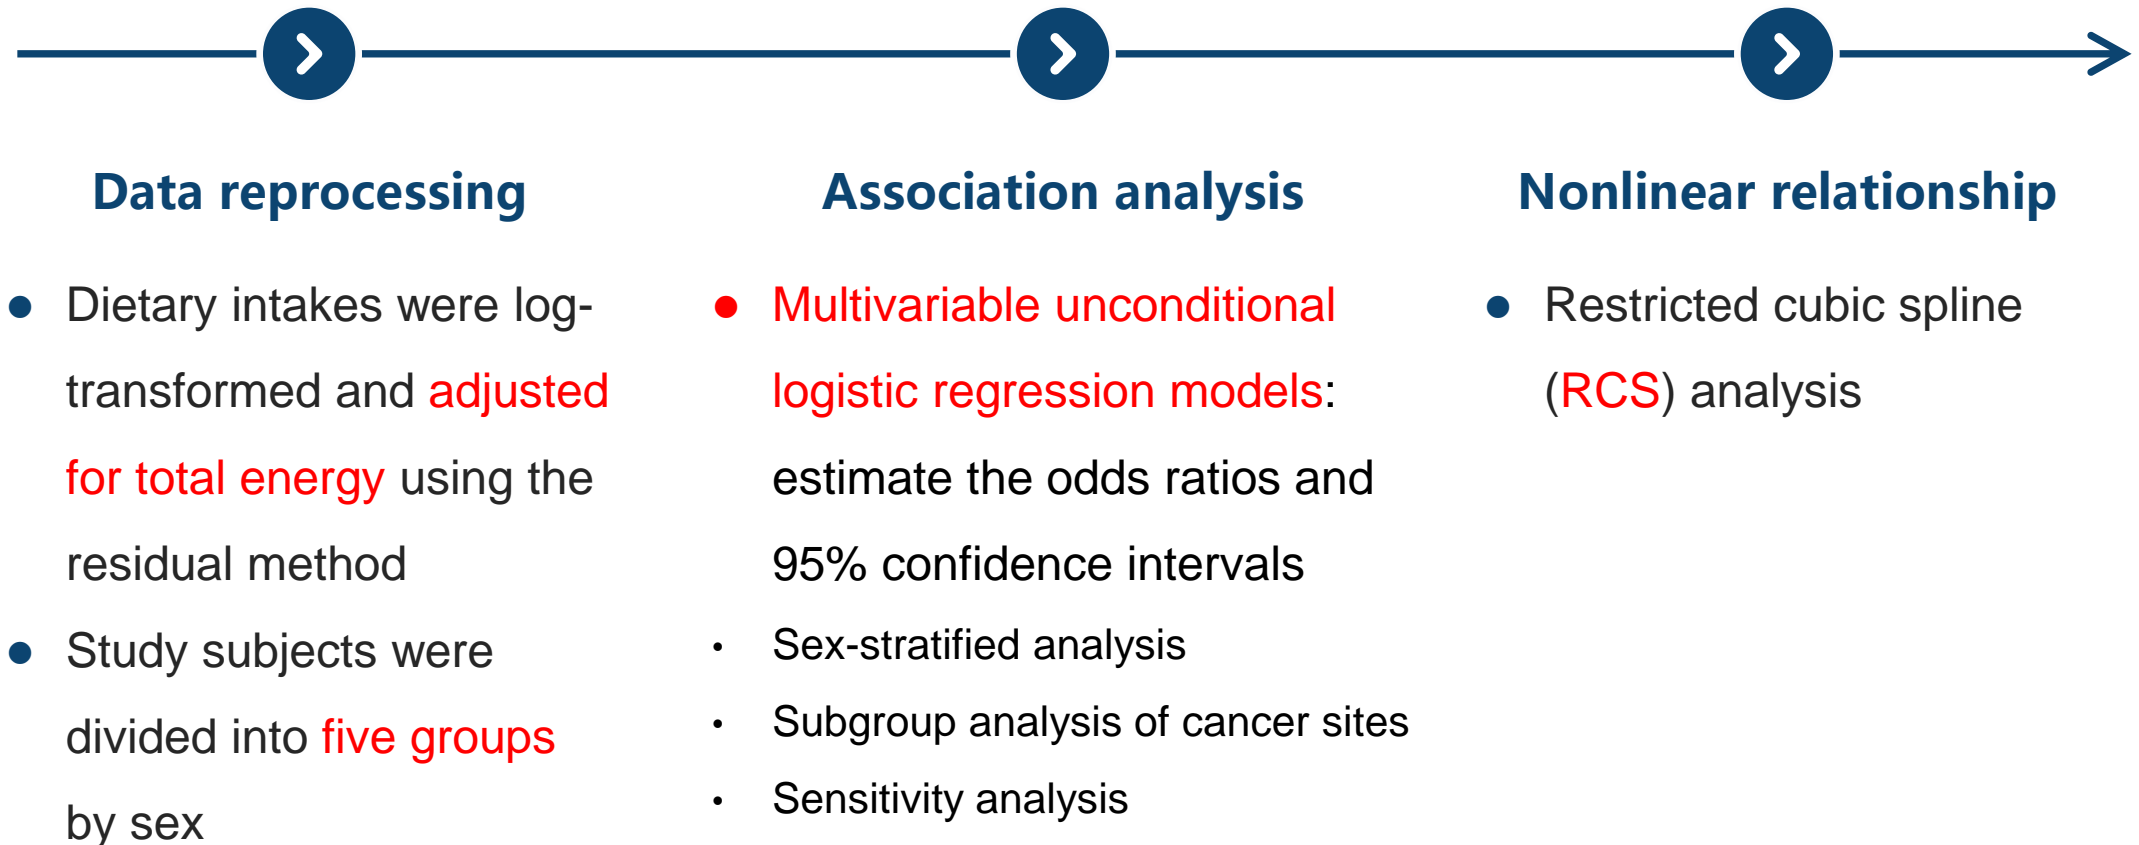 Data reprocessing
● Dietary intakes were log-
transformed and adjusted
for total energy using the
residual method
● Study subjects were
divided into five groups
by sex
Association analysis
● Multivariable unconditional
logistic regression models:
estimate the odds ratios and
95% confidence intervals
• Sex-stratified analysis
• Subgroup analysis of cancer sites
• Sensitivity analysis
Nonlinear relationship
● Restricted cubic spline
(RCS) analysis